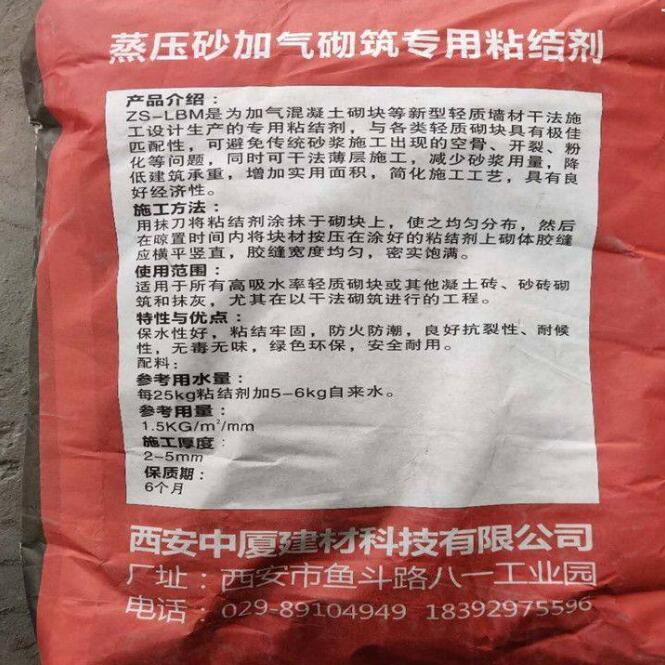 蒸压砂加气砌筑专用粘结剂
产品介绍：
ZS-LBM是为加气混凝土砌块等新型轻质墙材干法施
工设计生产的专用粘结剂，与各类轻质砌块具有极佳
匹配性，可避免传统砂浆施工出现的空骨、开裂、粉
化等问题，同时可干法薄层施工，减少砂浆用量，降
低建筑承重，增加实用面积，简化施工工艺，具有良
好经济性。
施工方法：
用抹刀将粘结剂涂抹于砌块上，使之均匀分布，然后
在晾置时间内将块材按压在涂好的粘结剂上砌体胶缝
应横平竖直，胶缝宽度均匀，密实饱满。
使用范围：
适用于所有高吸水率轻质砌块或其他凝土砖、砂砖砌
筑和抹灰，尤其在以干法砌筑进行的工程。
特性与优点：
保水性好，粘结牢固，防火防潮，良好抗裂性、耐候
性，无毒无味，绿色环保，安全耐用。
配料：
参考用水量：
每25kg粘结剂加5-6kg自来水。
参考用量：
1.5KG/㎡/mm
施工厚度：
2-5mm
保质期：
6个月
西安中厦建材科技有限公司
厂址：西安市鱼斗路八一工业园
电话：029-89104949 18392975596